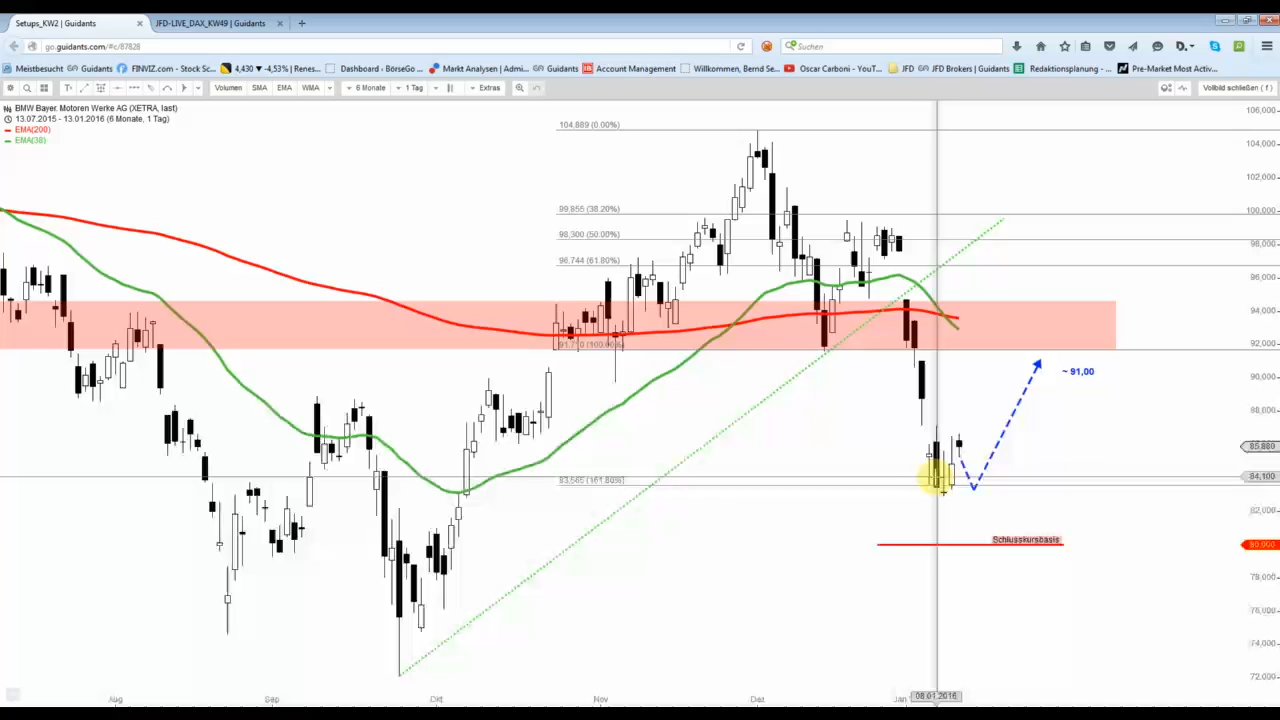 Setups_KW2 | Guidants
JFD-LIVE_DAX_KW49 | Guidants
go.guidants.com/#c/87828
Suchen
Meistbesucht
Guidants
FINVIZ.com - Stock Sc...
4,430 ▼ -4,53% | Renes...
Dashboard - BörseGo ...
Markt Analysen | Admi...
Guidants
Account Management
Willkommen, Bernd Se...
Oscar Carboni - YouT...
JFD
JFD Brokers | Guidants
Redaktionsplanung - ...
Pre-Market Most Activ...
Volumen
SMA
EMA
WMA
6 Monate
1 Tag
Extras
Vollbild schließen ( f )
BMW Bayer. Motoren Werke AG (XETRA, last)
13.07.2015 - 13.01.2016 (6 Monate, 1 Tag)
EMA(200)
EMA(38)
104,889 (0.00%)
99,855 (38.20%)
98,300 (50.00%)
96,744 (61.80%)
91,710 (100.00%)
83,565 (161.80%)
~ 91,00
Schlusskursbasis
106,000
104,000
102,000
100,000
98,000
96,000
94,000
92,000
90,000
88,000
85,880
84,100
82,000
80,000
78,000
76,000
74,000
72,000
Aug
Sep
Okt
Nov
Dez
Jan
08.01.2016